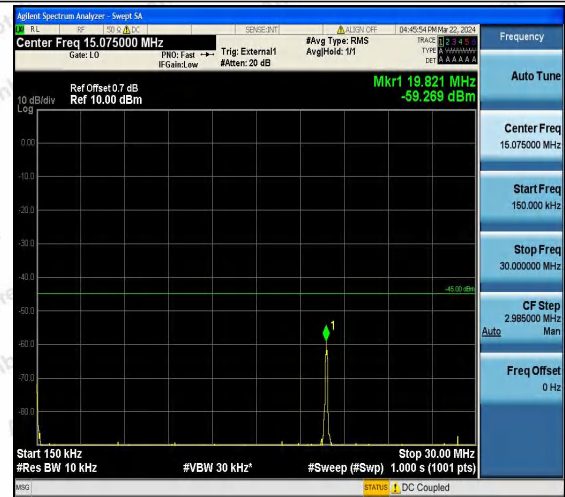 Agilent Spectrum Analyzer - Swept SA
RL RF 50 Ω DC SENSE:INT ALIGN OFF 04:45:54 PM Mar 22, 2024
Center Freq 15.075000 MHz
Gate: LO
PNO: Fast
IFGain:Low
Trig: External1
#Atten: 20 dB
#Avg Type: RMS
Avg|Hold: 1/1
TRACE 1 2 3 4 5 6
TYPE A WWWWW
DET A A A A A A
Frequency
Mkr1 19.821 MHz
-59.269 dBm
Ref Offset 0.7 dB
Ref 10.00 dBm
10 dB/div
Log
0.00
-10.0
-20.0
-30.0
-40.0
-50.0
-60.0
-70.0
-80.0
-45.00 dBm
1
Start 150 kHz
#Res BW 10 kHz
#VBW 30 kHz*
Stop 30.00 MHz
#Sweep (#Swp) 1.000 s (1001 pts)
Auto Tune
Center Freq
15.075000 MHz
Start Freq
150.000 kHz
Stop Freq
30.000000 MHz
CF Step
2.985000 MHz
Auto Man
Freq Offset
0 Hz
MSG
STATUS DC Coupled